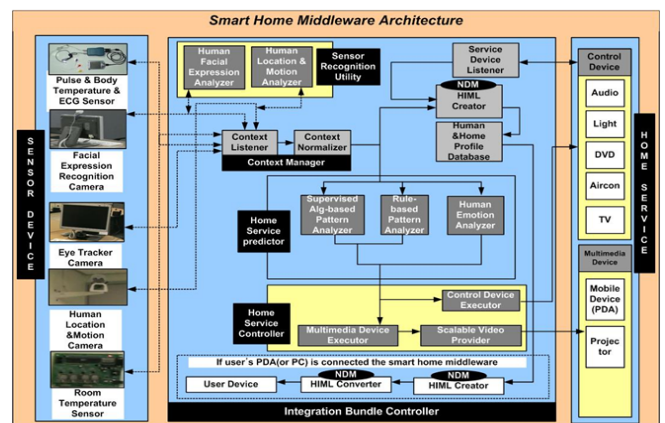 Smart Home Middleware Architecture
SENSOR DEVICE
Pulse & Body
Temperature &
ECG Sensor
Facial
Expression
Recognition
Camera
Eye Tracker
Camera
Human
Location
&Motion
Camera
Room
Temperature
Sensor
Human
Facial
Expression
Analyzer
Human
Location &
Motion
Analyzer
Sensor
Recognition
Utility
Context
Listener
Context
Normalizer
Context Manager
Service
Device
Listener
NDM
HIML
Creator
Human
&Home
Profile
Database
Home
Service
predictor
Supervised
Alg-based
Pattern
Analyzer
Rule-
based
Pattern
Analyzer
Human
Emotion
Analyzer
Home
Service
Controller
Control Device
Executor
Multimedia Device
Executor
Scalable Video
Provider
If user´s PDA(or PC) is connected the smart home middleware
User Device
NDM
HIML Converter
NDM
HIML Creator
Integration Bundle Controller
Control
Device
Audio
Light
DVD
Aircon
TV
Multimedia
Device
Mobile
Device
(PDA)
Projec
tor
HOME SERVICE